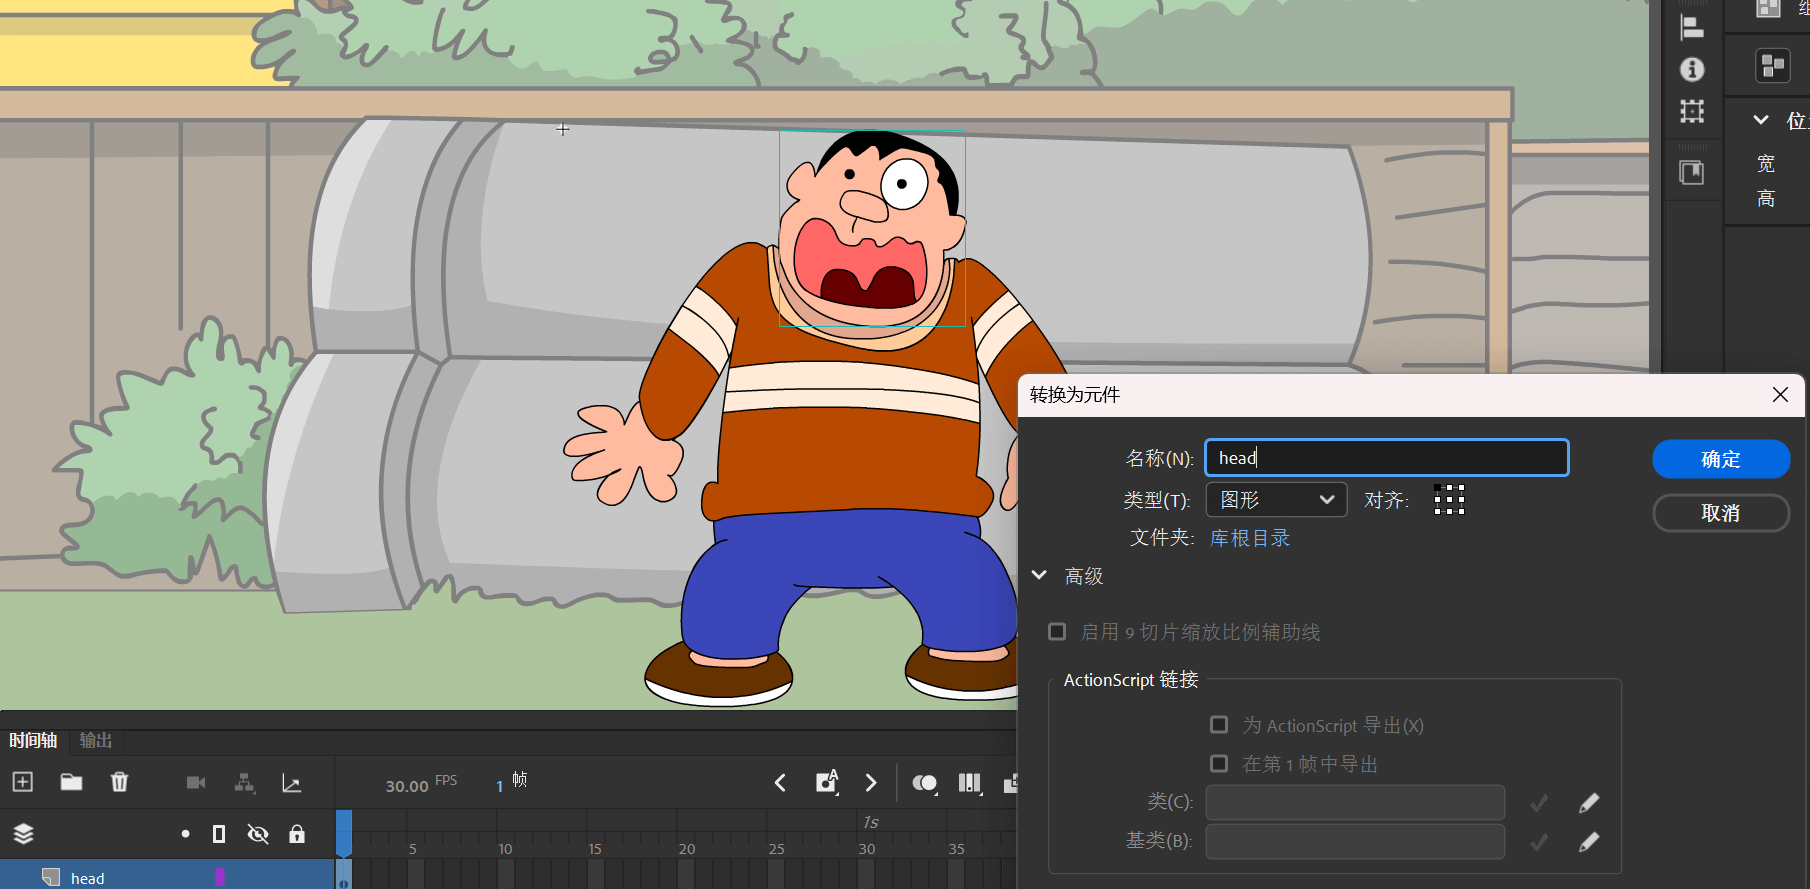 组
位
宽
高
转换为元件
名称(N):
head
确定
类型(T):
图形
对齐:
取消
文件夹:
库根目录
高级
启用 9 切片缩放比例辅助线
ActionScript 链接
为 ActionScript 导出(X)
在第 1 帧中导出
类(C):
基类(B):
时间轴
输出
30.00 FPS
1 帧
A
1s
5 10 15 20 25 30 35
head